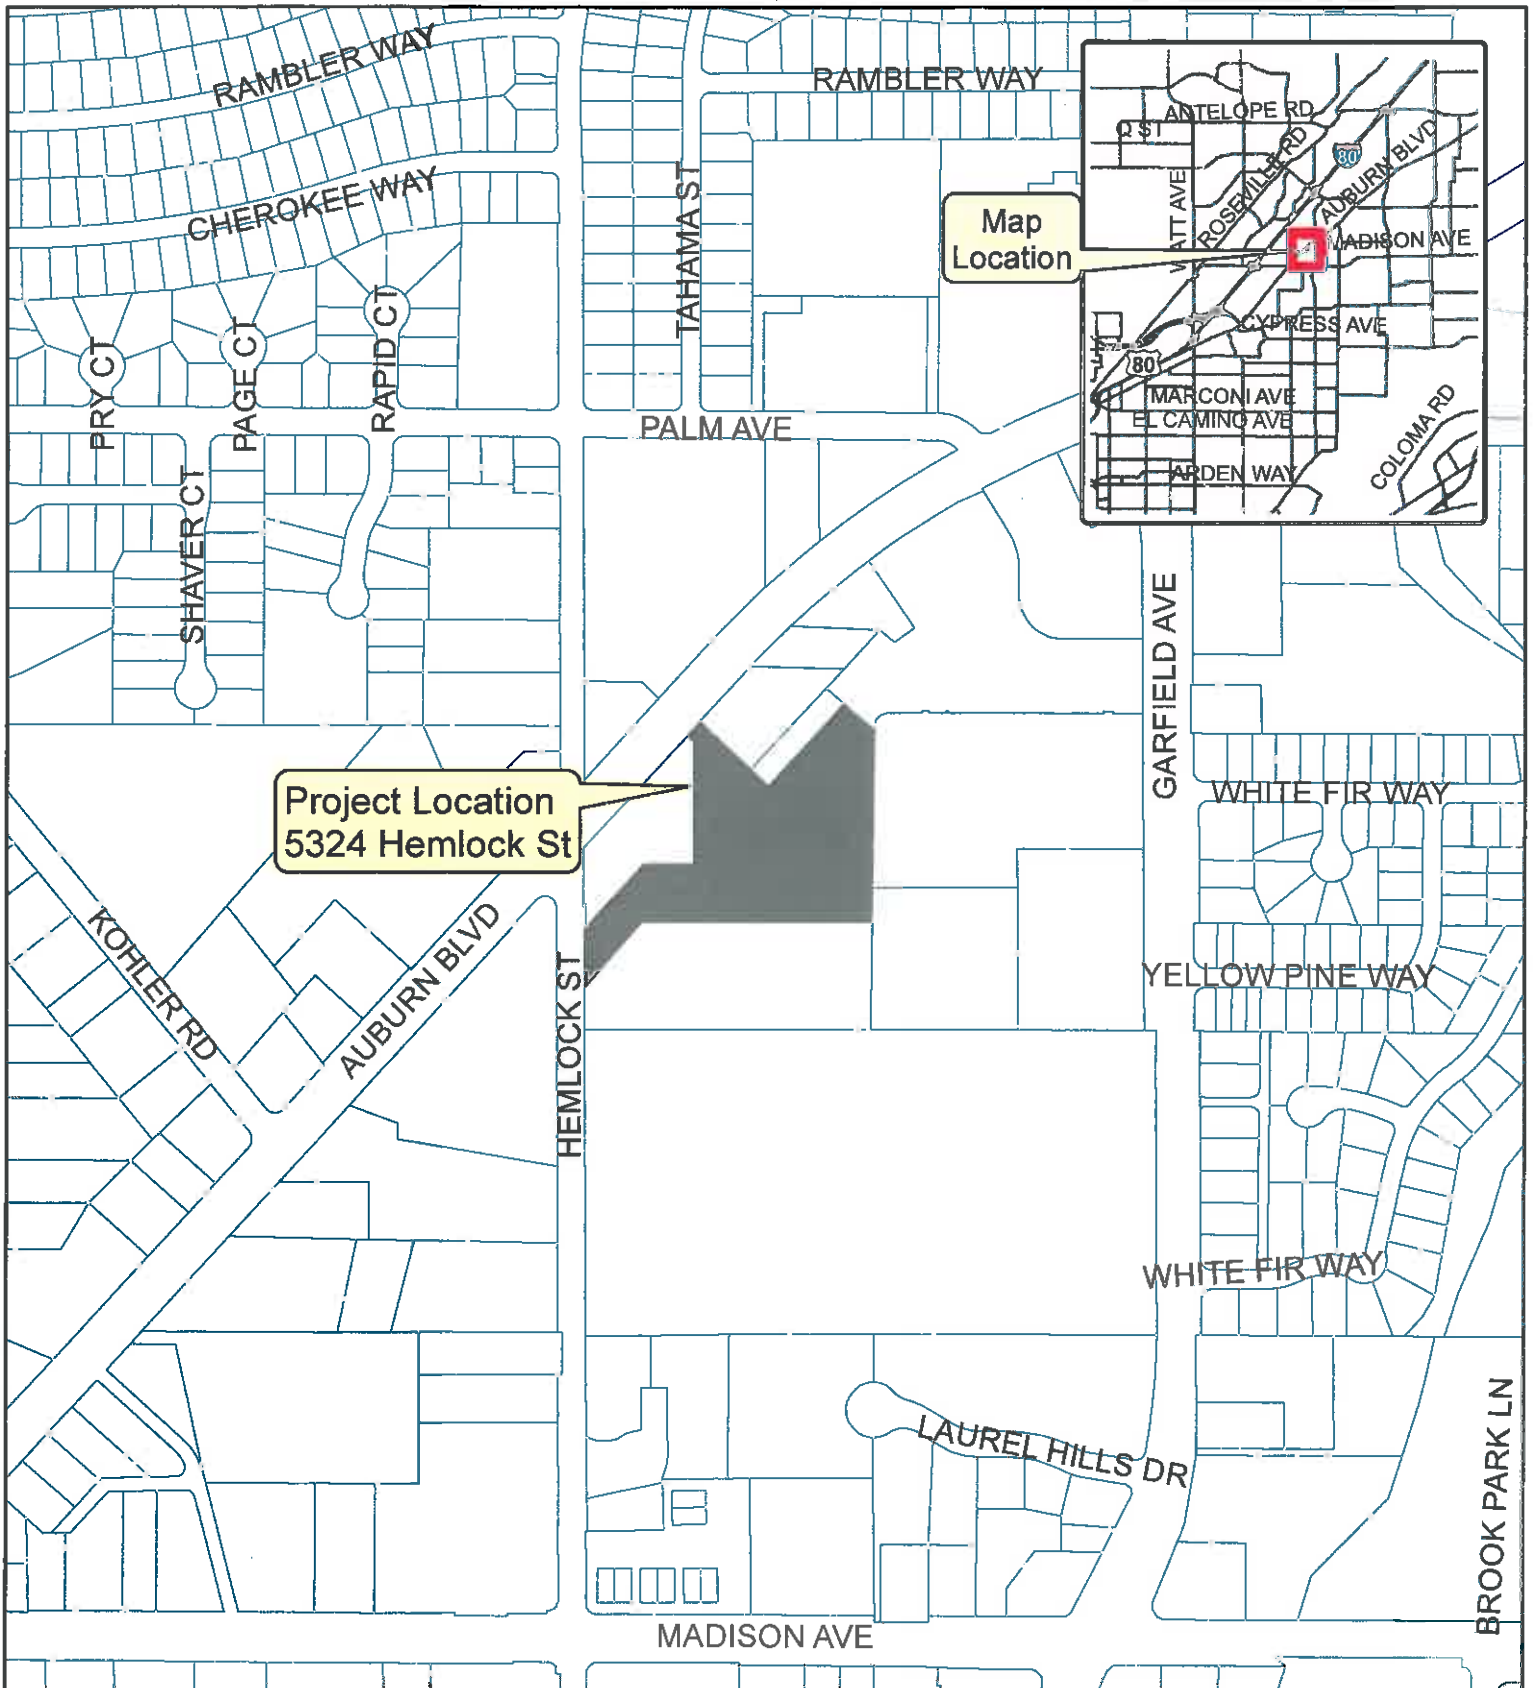 RAMBLER WAY
RAMBLER WAY
CHEROKEE WAY
TAHAMA ST
PRY CT
PAGE CT
RAPID CT
PALM AVE
SHAVER CT
Map
Location
ANTELOPE RD
Q ST
ROSEVILLE RD
80
AUBURN BLVD
WATT AVE
MADISON AVE
CYPRESS AVE
80
MARCONI AVE
EL CAMINO AVE
COLOMA RD
ARDEN WAY
GARFIELD AVE
Project Location
5324 Hemlock St
WHITE FIR WAY
KOHLER RD
AUBURN BLVD
HEMLOCK ST
YELLOW PINE WAY
WHITE FIR WAY
LAUREL HILLS DR
BROOK PARK LN
MADISON AVE